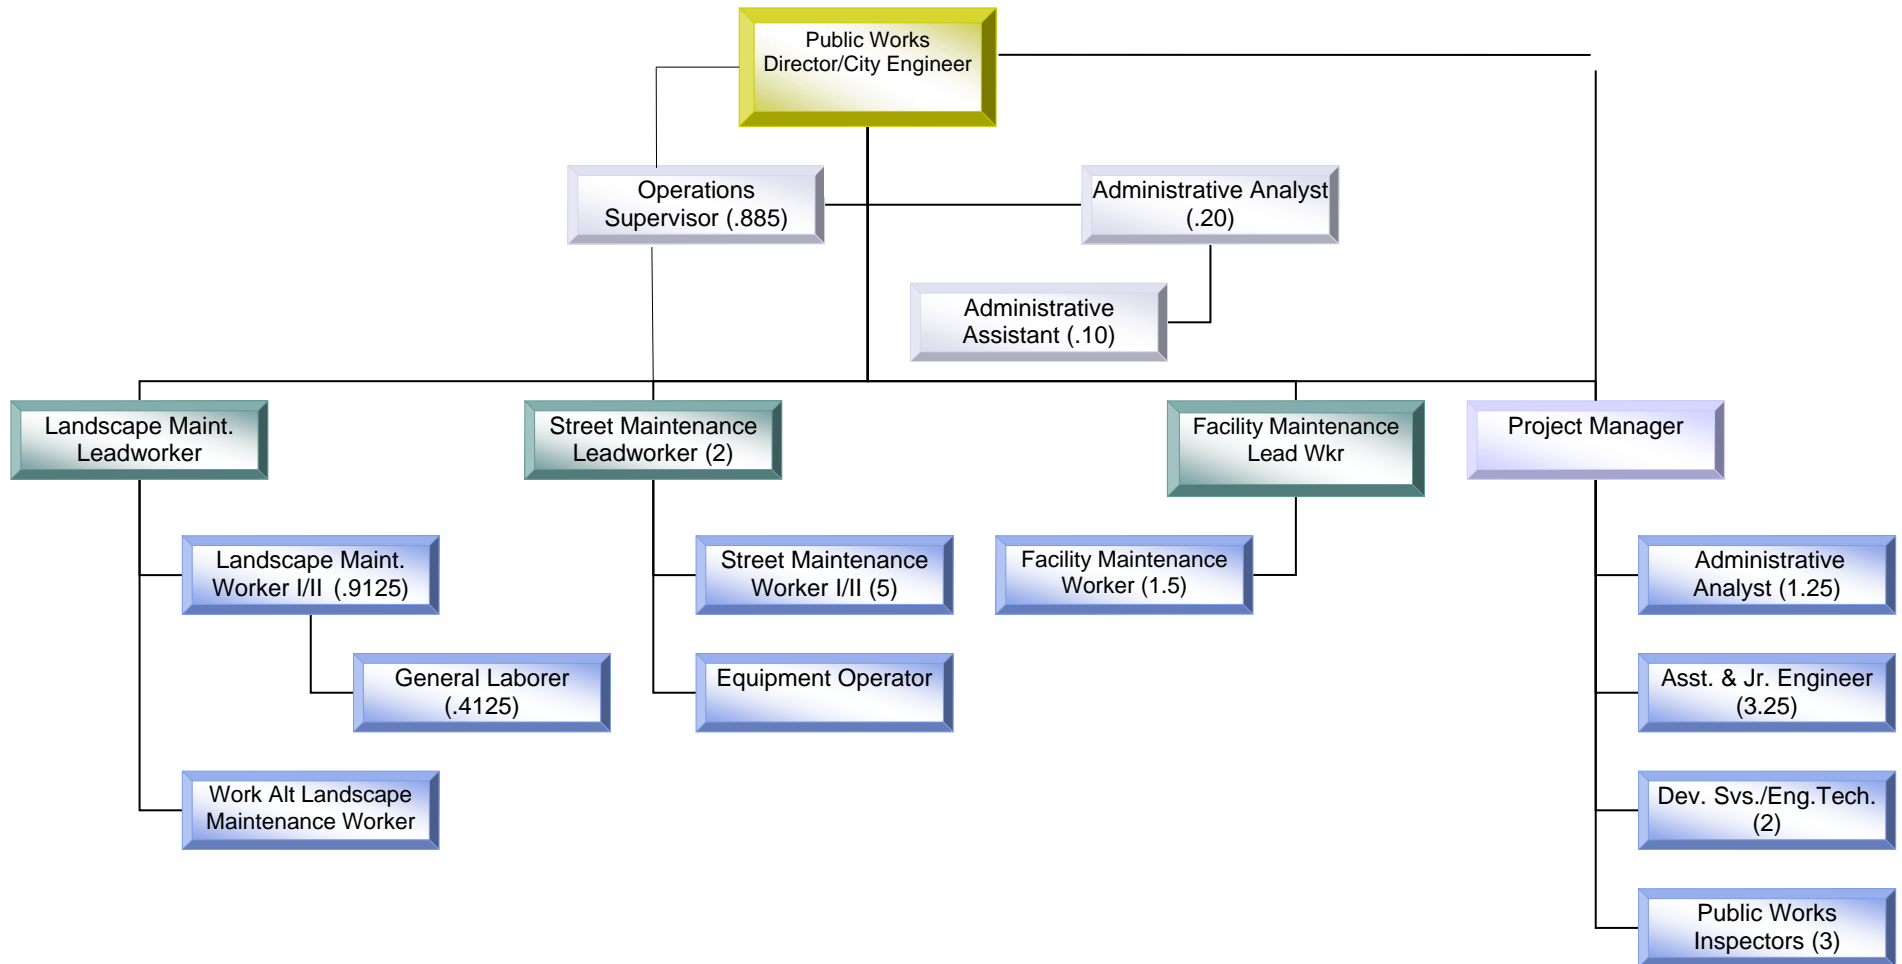 Public Works
Director/City Engineer
Operations
Supervisor (.885)
Administrative Analyst
(.20)
Administrative
Assistant (.10)
Landscape Maint.
Leadworker
Street Maintenance
Leadworker (2)
Facility Maintenance
Lead Wkr
Project Manager
Landscape Maint.
Worker I/II (.9125)
Street Maintenance
Worker I/II (5)
Facility Maintenance
Worker (1.5)
Administrative
Analyst (1.25)
General Laborer
(.4125)
Equipment Operator
Asst. & Jr. Engineer
(3.25)
Work Alt Landscape
Maintenance Worker
Dev. Svs./Eng.Tech.
(2)
Public Works
Inspectors (3)